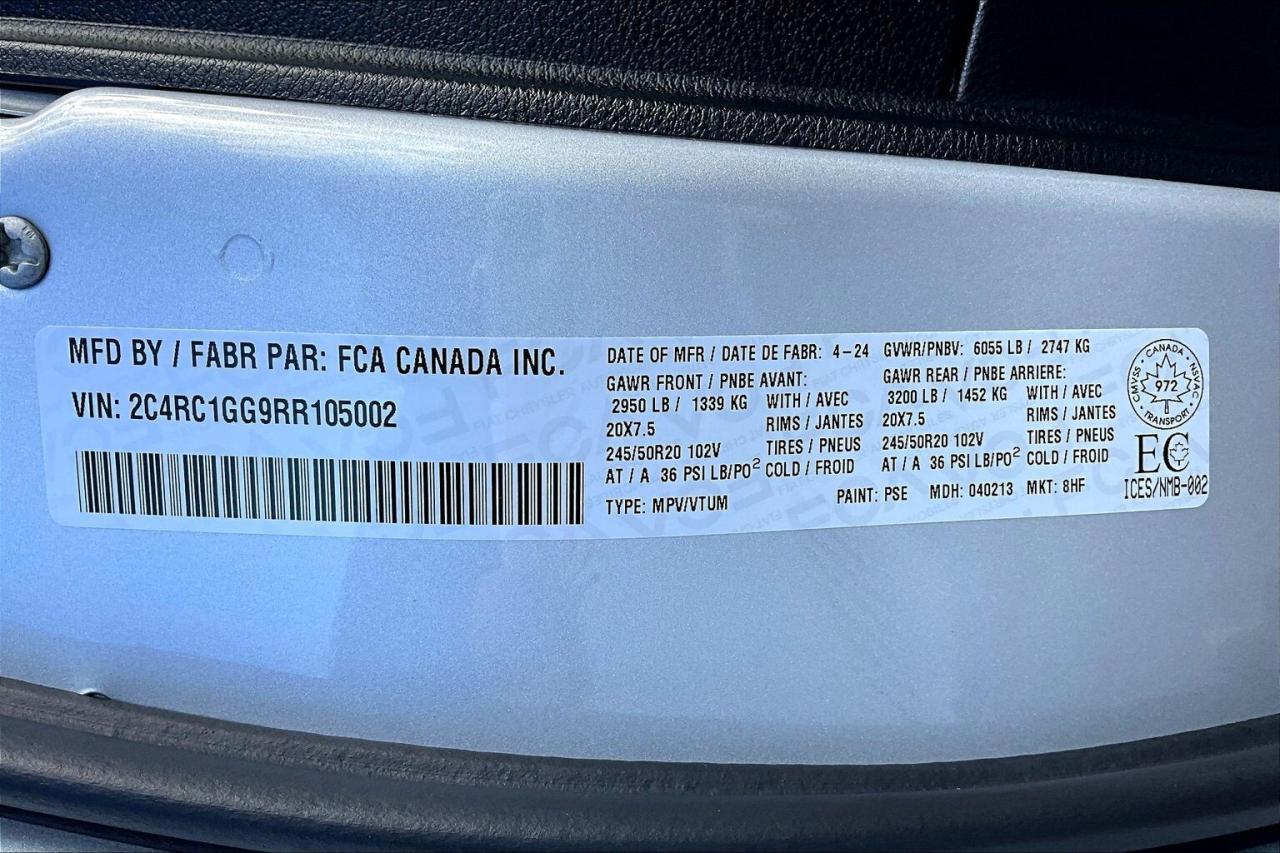 MFD BY / FABR PAR: FCA CANADA INC.
VIN: 2C4RC1GG9RR105002
DATE OF MFR / DATE DE FABR: 4-24
GVWR/PNBV: 6055 LB / 2747 KG
GAWR FRONT / PNBE AVANT:
2950 LB / 1339 KG WITH / AVEC
20X7.5 RIMS / JANTES
245/50R20 102V TIRES / PNEUS
AT / A 36 PSI LB/PO² COLD / FROID
GAWR REAR / PNBE ARRIERE:
3200 LB / 1452 KG WITH / AVEC
20X7.5 RIMS / JANTES
245/50R20 102V TIRES / PNEUS
AT / A 36 PSI LB/PO² COLD / FROID
TYPE: MPV/VTUM PAINT: PSE MDH: 040213 MKT: 8HF
CMVSS · CANADA · NSVAC
972
TRANSPORT
EC
ICES/NMB-002